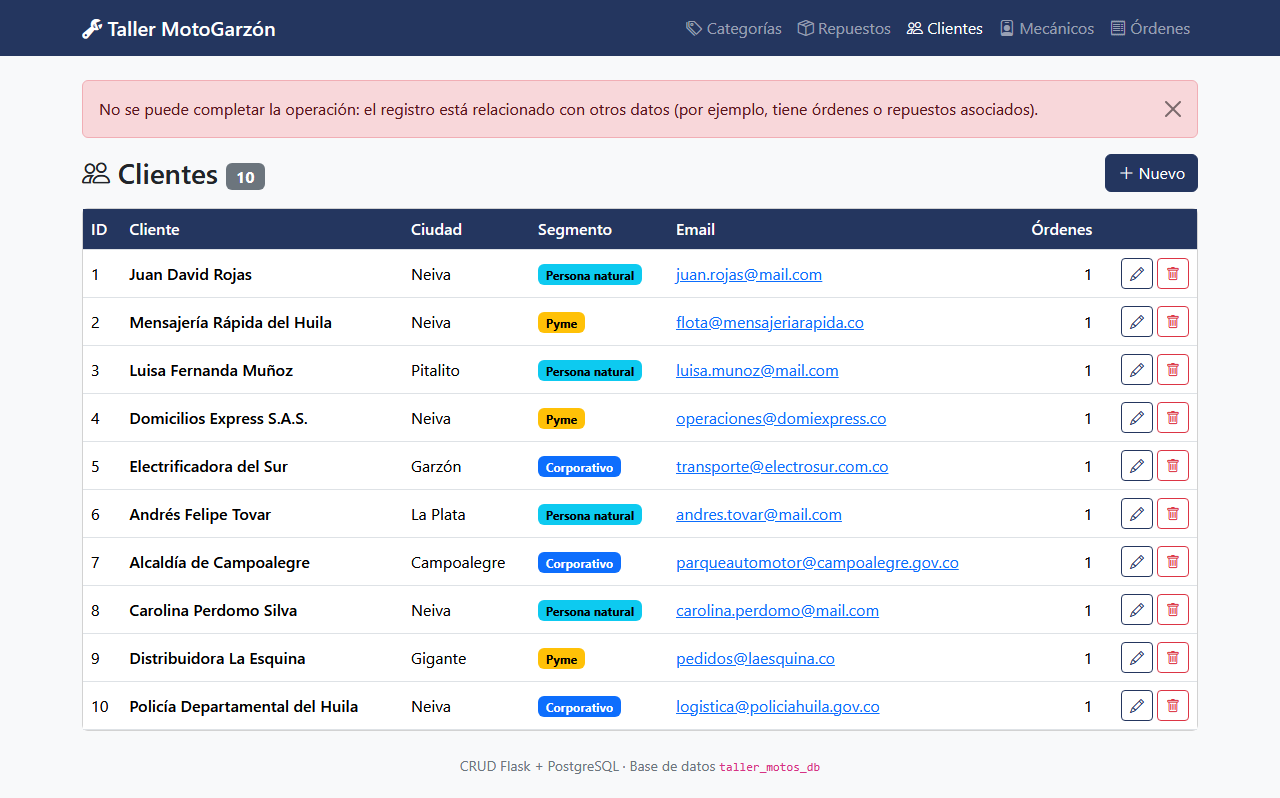 Taller MotoGarzón Categorías Repuestos Clientes Mecánicos Órdenes
No se puede completar la operación: el registro está relacionado con otros datos (por ejemplo, tiene órdenes o repuestos asociados).
Clientes 10 + Nuevo
ID Cliente Ciudad Segmento Email Órdenes
1 Juan David Rojas Neiva Persona natural juan.rojas@mail.com 1
2 Mensajería Rápida del Huila Neiva Pyme flota@mensajeriarapida.co 1
3 Luisa Fernanda Muñoz Pitalito Persona natural luisa.munoz@mail.com 1
4 Domicilios Express S.A.S. Neiva Pyme operaciones@domiexpress.co 1
5 Electrificadora del Sur Garzón Corporativo transporte@electrosur.com.co 1
6 Andrés Felipe Tovar La Plata Persona natural andres.tovar@mail.com 1
7 Alcaldía de Campoalegre Campoalegre Corporativo parqueautomotor@campoalegre.gov.co 1
8 Carolina Perdomo Silva Neiva Persona natural carolina.perdomo@mail.com 1
9 Distribuidora La Esquina Gigante Pyme pedidos@laesquina.co 1
10 Policía Departamental del Huila Neiva Corporativo logistica@policiahuila.gov.co 1
CRUD Flask + PostgreSQL · Base de datos taller_motos_db